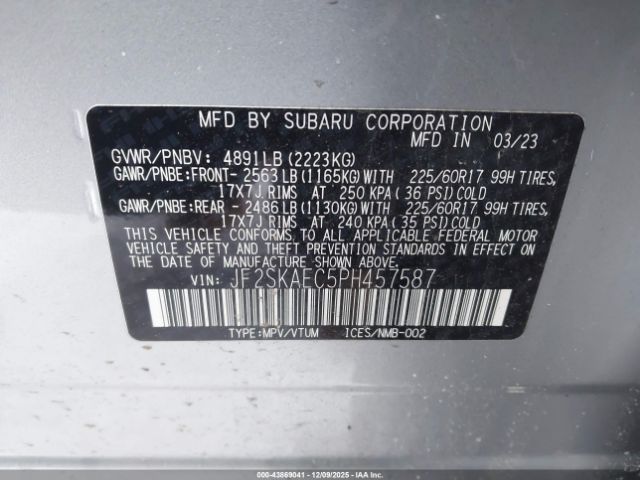 MFD BY SUBARU CORPORATION
MFD IN 03/23
GVWR/PNBV: 4891LB (2223KG)
GAWR/PNBE:FRONT- 2563LB (1165KG)WITH 225/60R17 99H TIRES,
17X7J RIMS AT 250 KPA ( 36 PSI)COLD
GAWR/PNBE:REAR - 2486LB (1130KG)WITH 225/60R17 99H TIRES,
17X7J RIMS AT 240 KPA (35 PSI)COLD
THIS VEHICLE CONFORMS TO ALL APPLICABLE FEDERAL MOTOR
VEHICLE SAFETY AND THEFT PREVENTION STANDARDS IN EFFECT
ON THE DATE OF MANUFACTURE SHOWN ABOVE.
VIN: JF2SKAEC5PH457587
TYPE:MPV/VTUM ICES/NMB-002
000-43869041 - 12/09/2025 - IAAI.COM